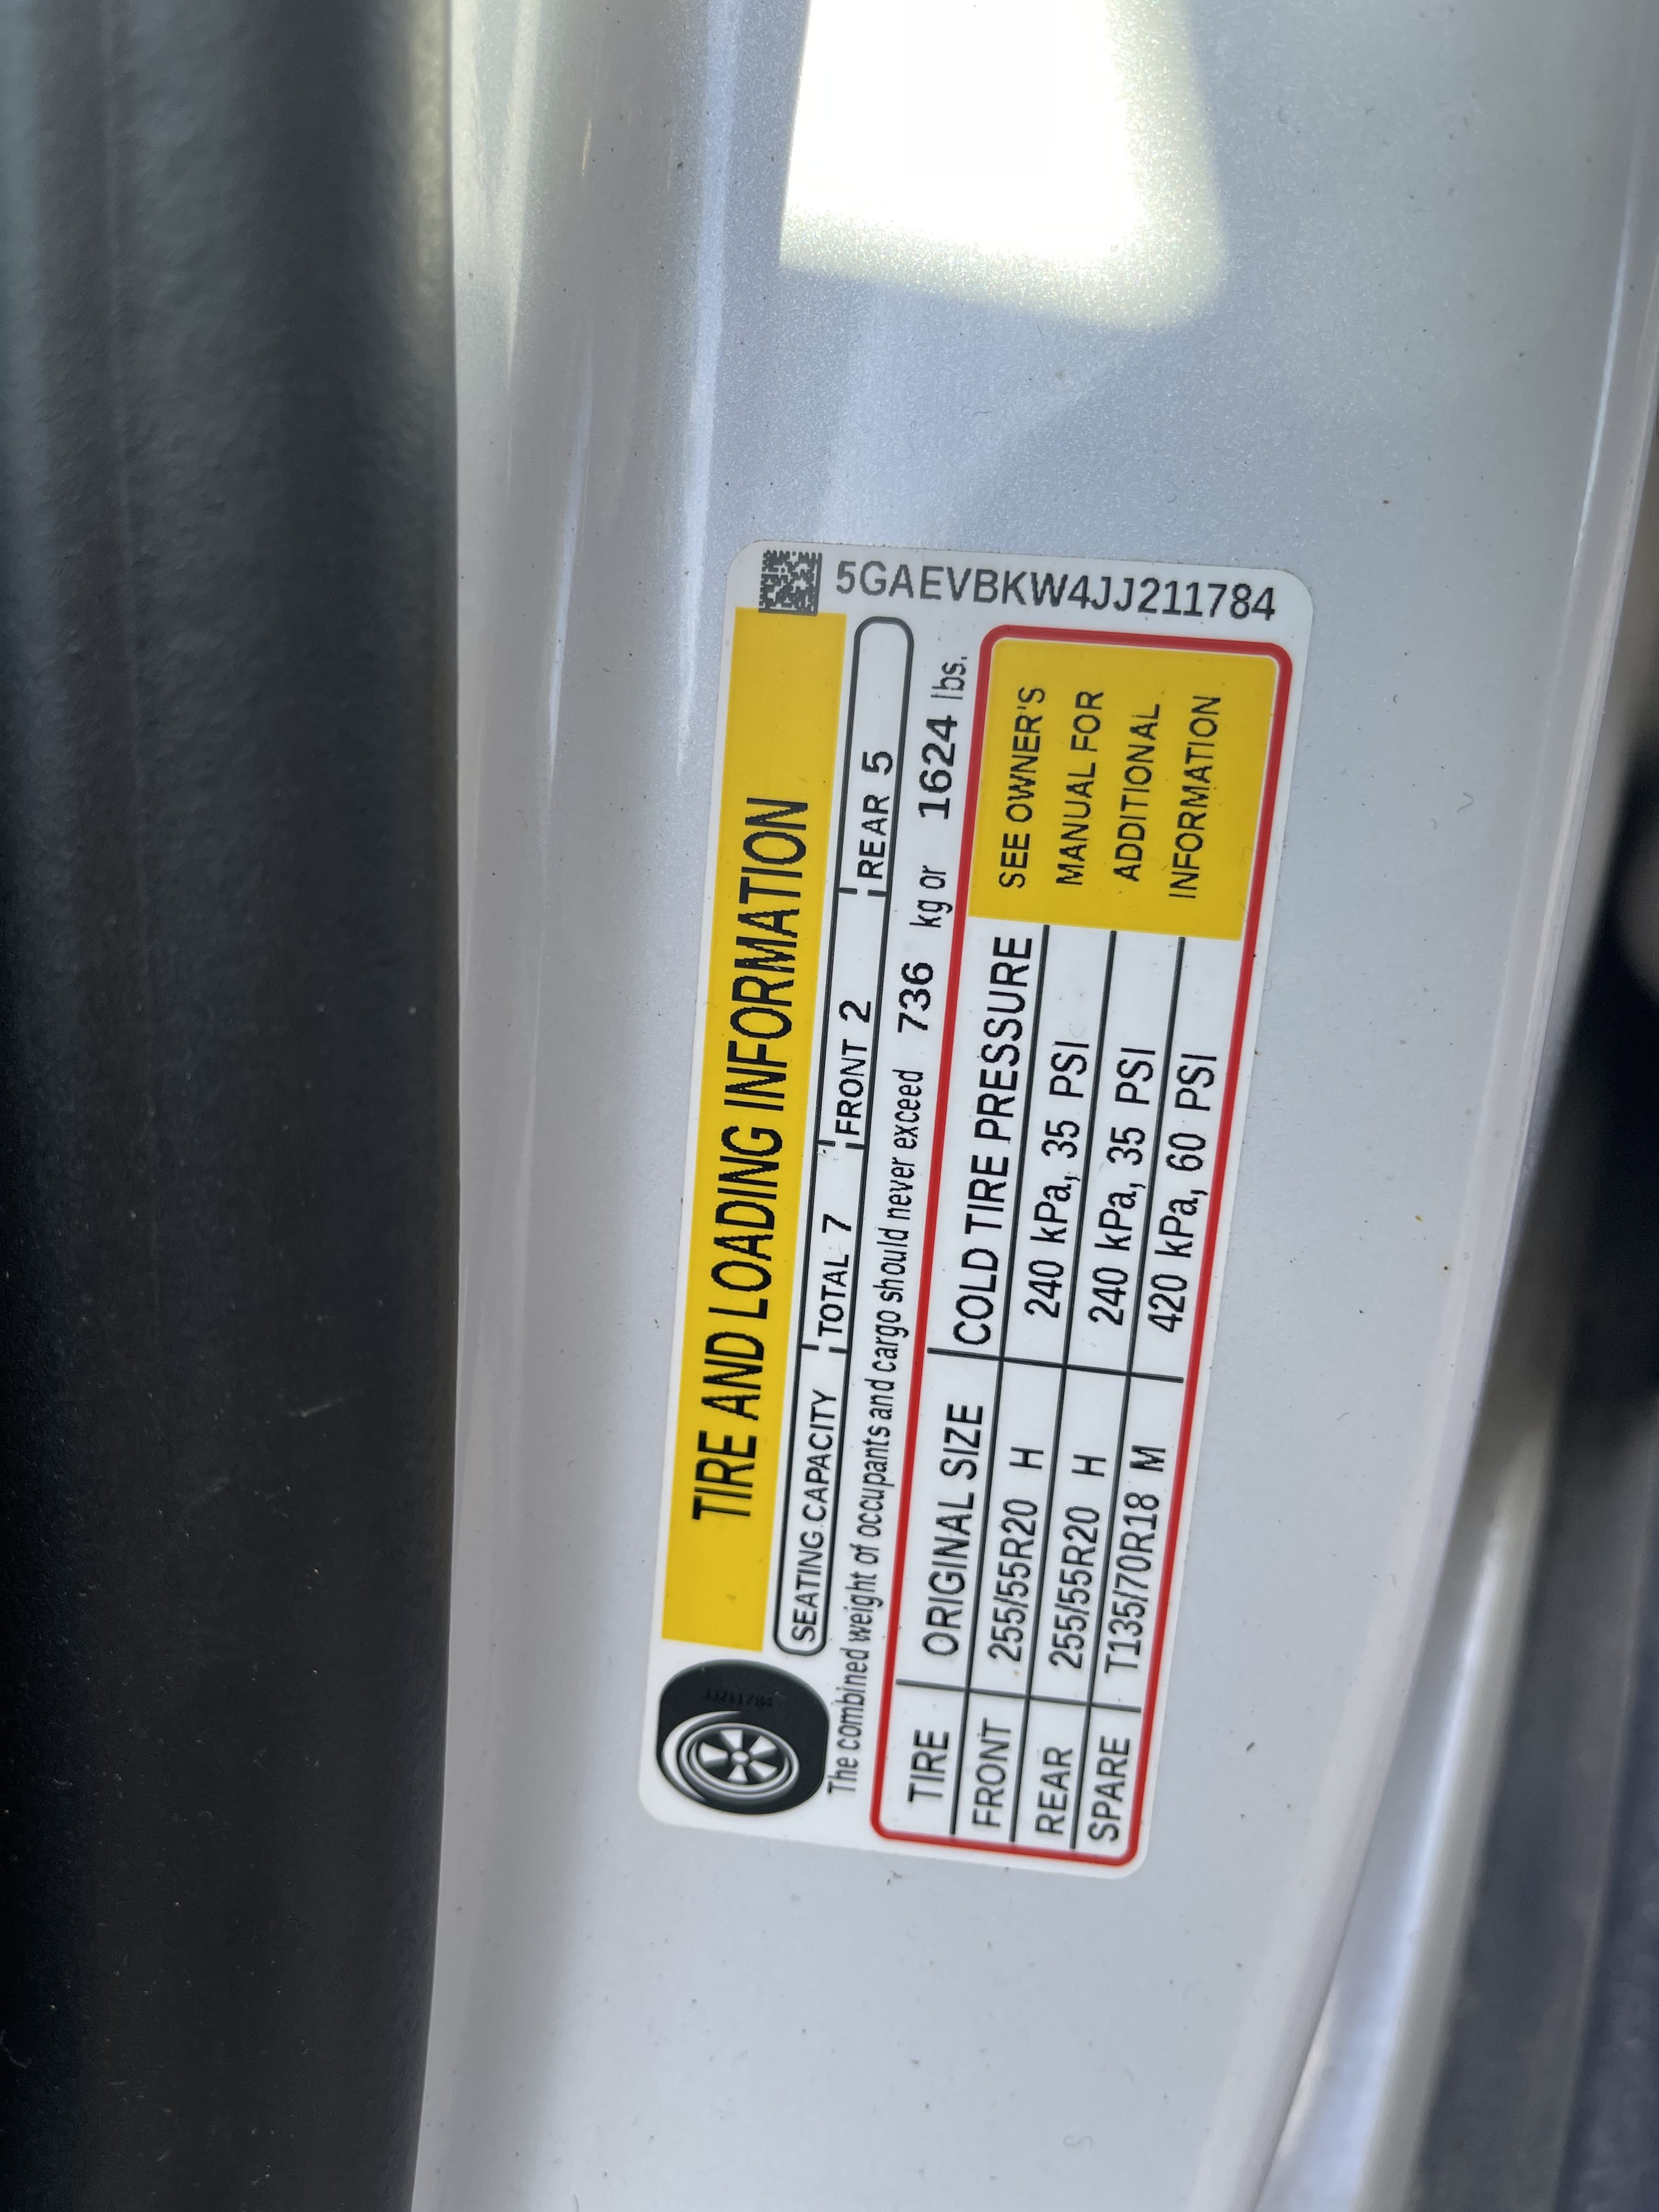 TIRE AND LOADING INFORMATION
SEATING CAPACITY TOTAL 7 FRONT 2 REAR 5
The combined weight of occupants and cargo should never exceed 736 kg or 1624 lbs.
TIRE ORIGINAL SIZE COLD TIRE PRESSURE
FRONT 255/55R20 H 240 kPa, 35 PSI
REAR 255/55R20 H 240 kPa, 35 PSI
SPARE T135/70R18 M 420 kPa, 60 PSI
SEE OWNER'S
MANUAL FOR
ADDITIONAL
INFORMATION
5GAEVBKW4JJ211784
JJ211784